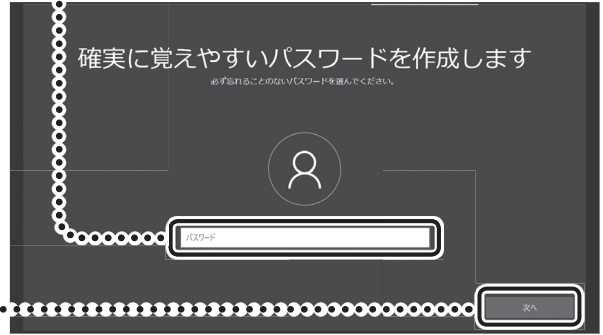 確実に覚えやすいパスワードを作成します
必ず忘れることのないパスワードを選んでください。
パスワード
次へ